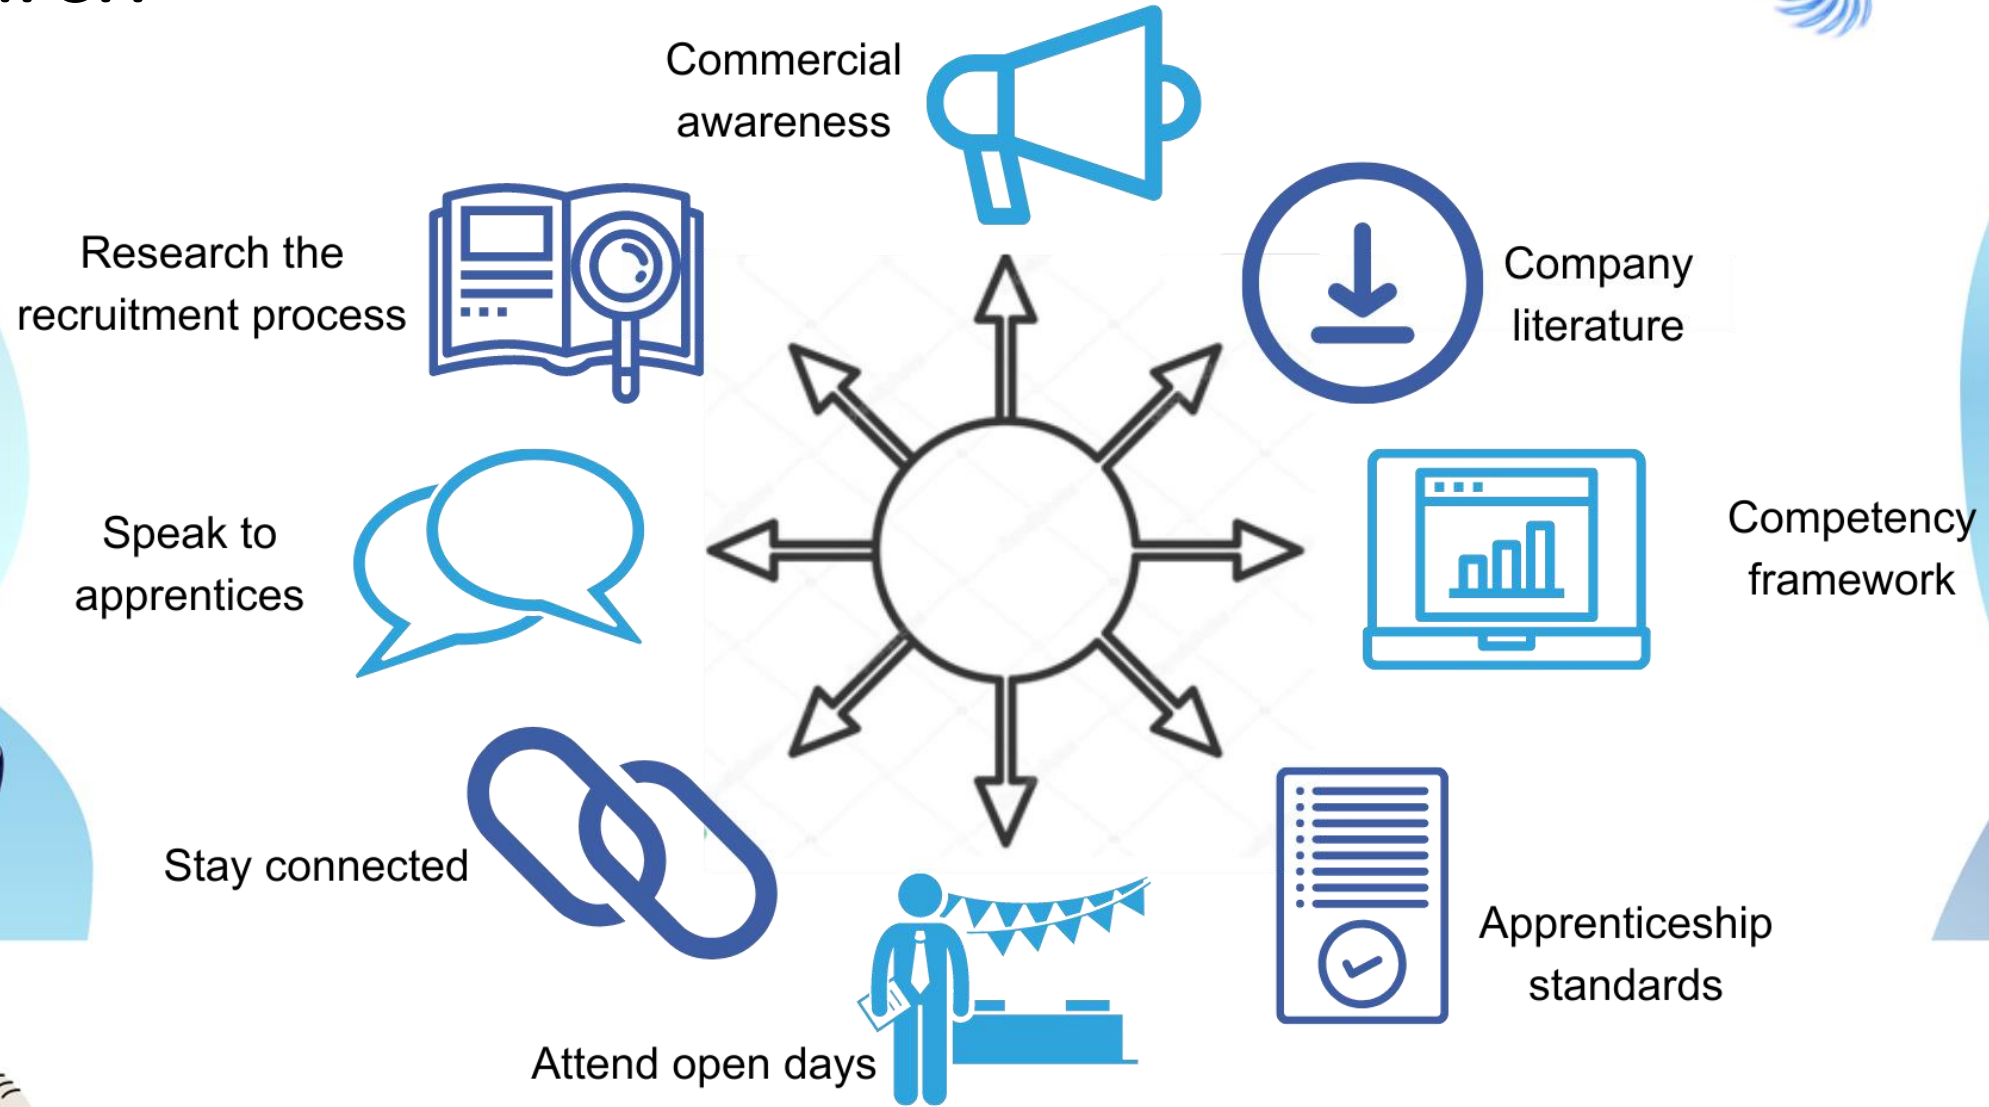 Commercial
awareness
Company
literature
Research the
recruitment process
Competency
framework
Speak to
apprentices
Stay connected
Apprenticeship
standards
Attend open days